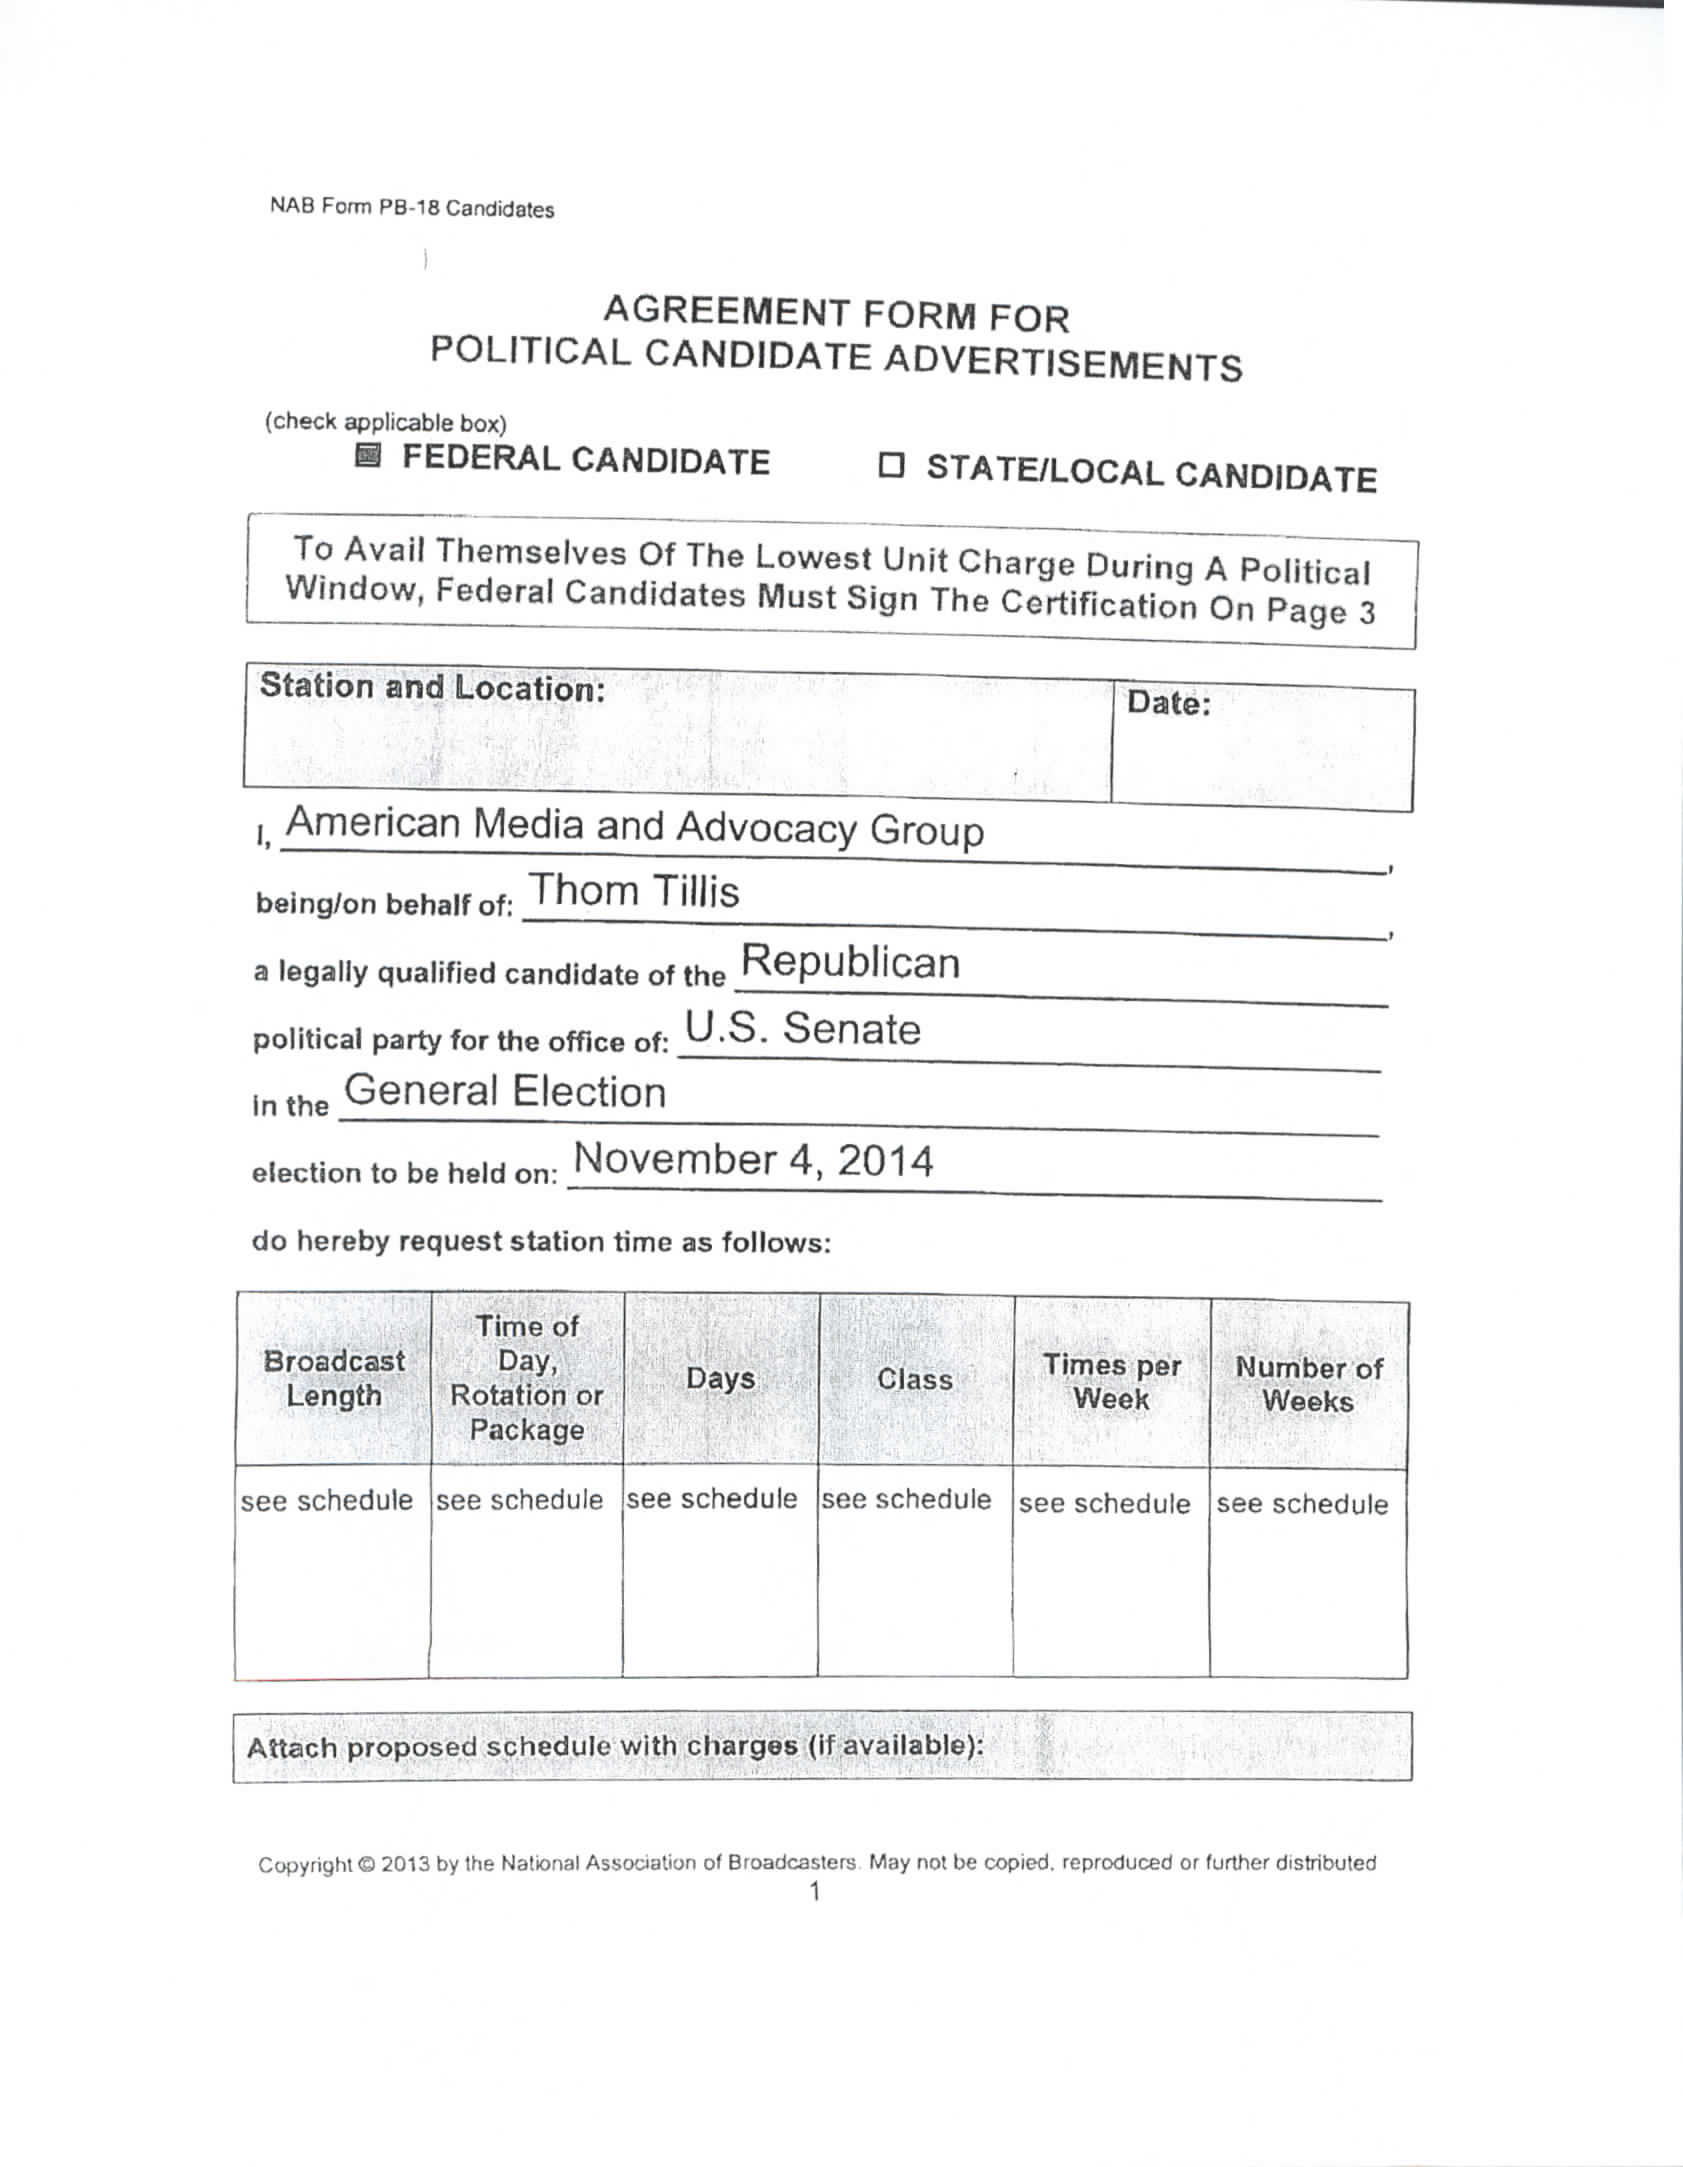 NAB Form PB-18 Candidates
AGREEMENT FORM FOR
POLITICAL CANDIDATE ADVERTISEMENTS
(check applicable box)
FEDERAL CANDIDATE ☐ STATE/LOCAL CANDIDATE
To Avail Themselves Of The Lowest Unit Charge During A Political
Window, Federal Candidates Must Sign The Certification On Page 3
Station and Location: Date:
I, American Media and Advocacy Group,
being/on behalf of: Thom Tillis,
a legally qualified candidate of the Republican
political party for the office of: U.S. Senate
in the General Election
election to be held on: November 4, 2014
do hereby request station time as follows:
Broadcast
Length
Time of
Day,
Rotation or
Package
Days
Class
Times per
Week
Number of
Weeks
see schedule see schedule see schedule see schedule see schedule see schedule
Attach proposed schedule with charges (if available):
Copyright © 2013 by the National Association of Broadcasters. May not be copied, reproduced or further distributed
1